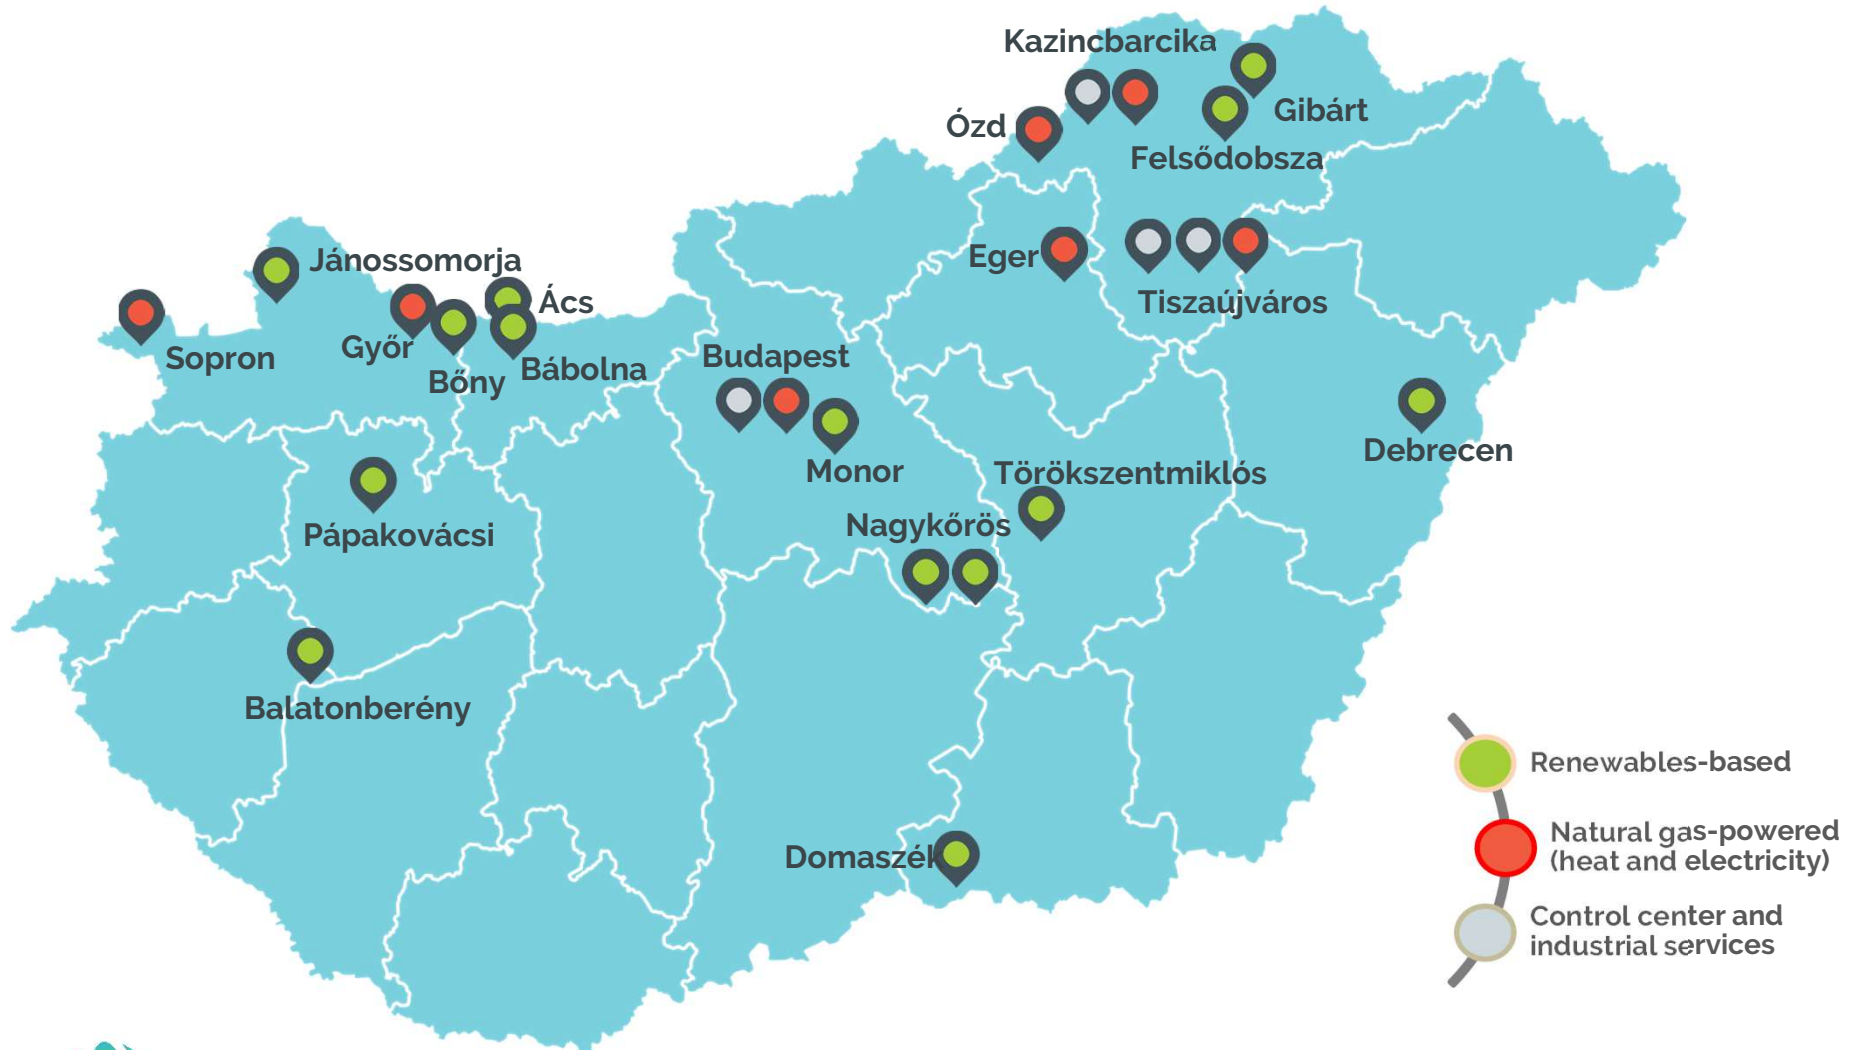 Kazincbarcika
Gibárt
Ózd
Felsődobsza
Eger
Jánossomorja
Ács
Tiszaújváros
Sopron
Győr
Bőny
Bábolna
Budapest
Monor
Debrecen
Törökszentmiklós
Pápakovácsi
Nagykőrös
Balatonberény
Domaszék
Renewables-based
Natural gas-powered
(heat and electricity)
Control center and
industrial services